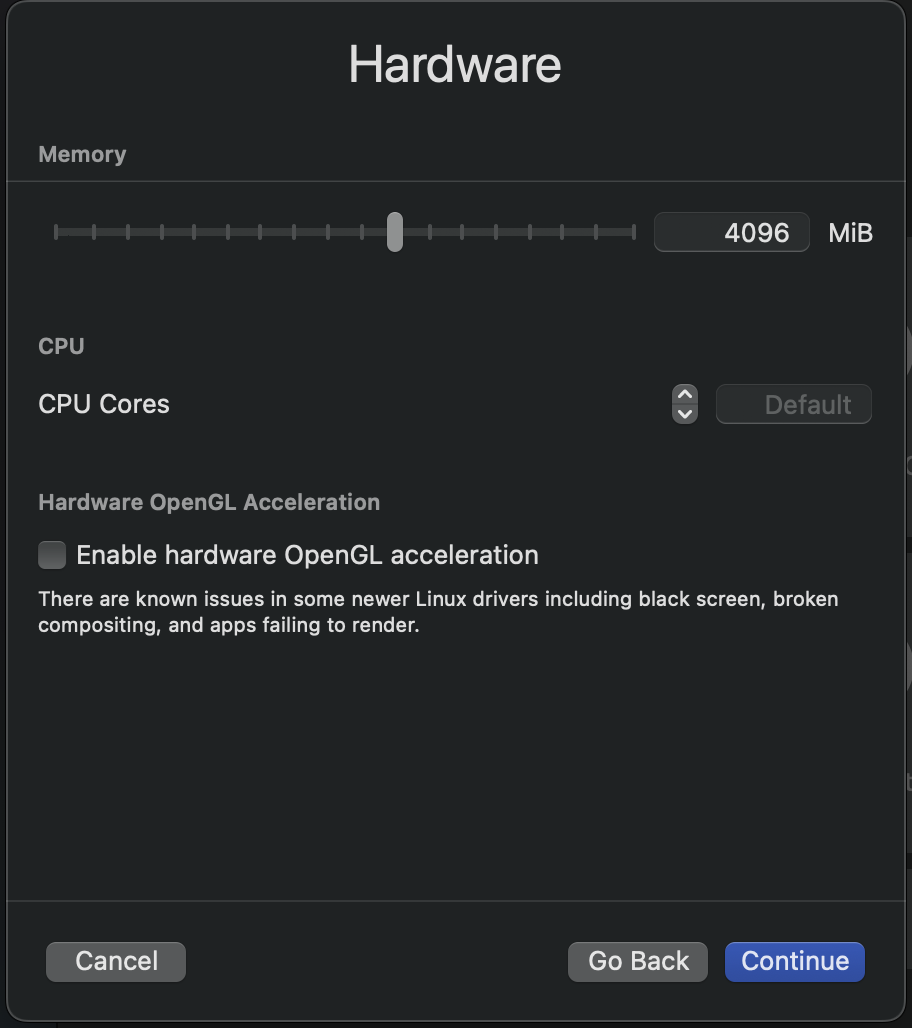 Hardware
Memory
4096 MiB
CPU
CPU Cores
Default
Hardware OpenGL Acceleration
Enable hardware OpenGL acceleration
There are known issues in some newer Linux drivers including black screen, broken
compositing, and apps failing to render.
Cancel
Go Back
Continue